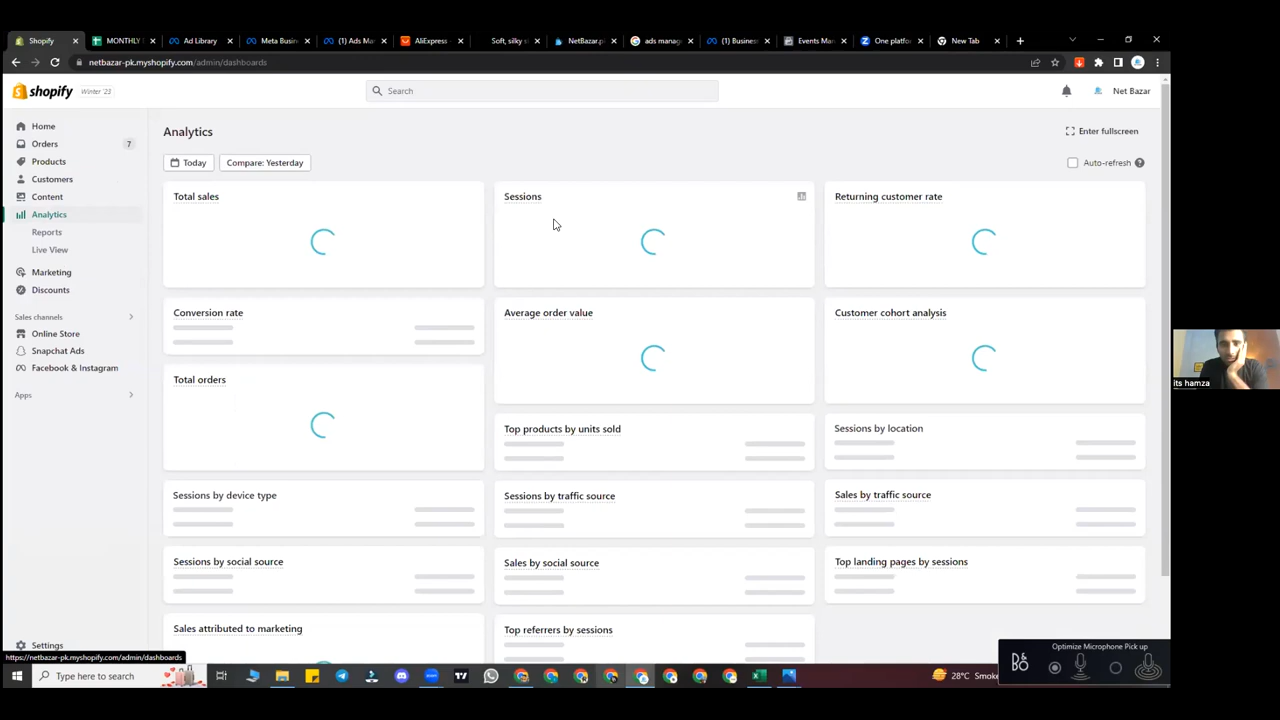 Shopify
MONTHLY
Ad Library
Meta Busin
(1) Ads Ma
AliExpress
Soft, silky s
NetBazar.p
ads manag
(1) Business
Events Man
One platfo
New Tab
netbazar-pk.myshopify.com/admin/dashboards
shopify
Winter '23
Search
Net Bazar
Home
Orders
7
Products
Customers
Content
Analytics
Reports
Live View
Marketing
Discounts
Sales channels
Online Store
Snapchat Ads
Facebook & Instagram
Apps
Settings
Analytics
Enter fullscreen
Today
Compare: Yesterday
Auto-refresh
Total sales
Sessions
Returning customer rate
Conversion rate
Average order value
Customer cohort analysis
Total orders
Top products by units sold
Sessions by location
Sessions by device type
Sessions by traffic source
Sales by traffic source
Sessions by social source
Sales by social source
Top landing pages by sessions
Sales attributed to marketing
Top referrers by sessions
its hamza
https://netbazar-pk.myshopify.com/admin/dashboards
Optimize Microphone Pick up
B&O
Type here to search
28°C Smoke